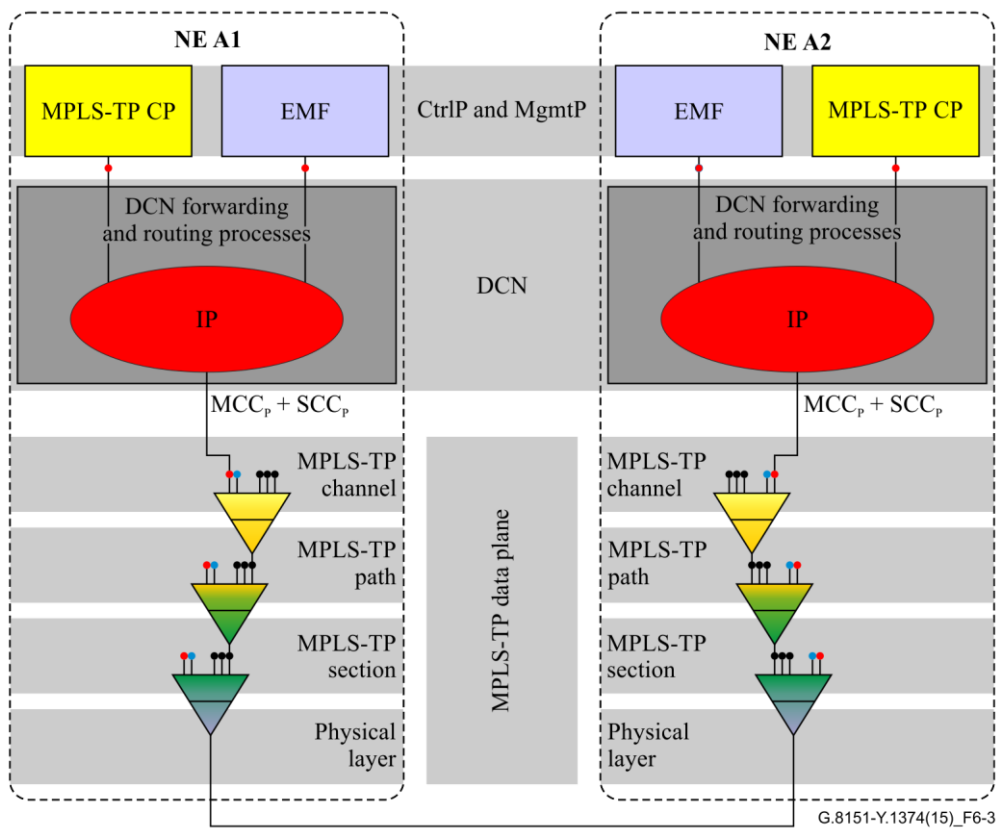 NE A1
NE A2
MPLS-TP CP
EMF
CtrlP and MgmtP
EMF
MPLS-TP CP
DCN forwarding
and routing processes
DCN forwarding
and routing processes
DCN
IP
IP
MCCP + SCCP
MCCP + SCCP
MPLS-TP
channel
MPLS-TP
path
MPLS-TP
section
Physical
layer
MPLS-TP data plane
MPLS-TP
channel
MPLS-TP
path
MPLS-TP
section
Physical
layer
G.8151-Y.1374(15)_F6-3